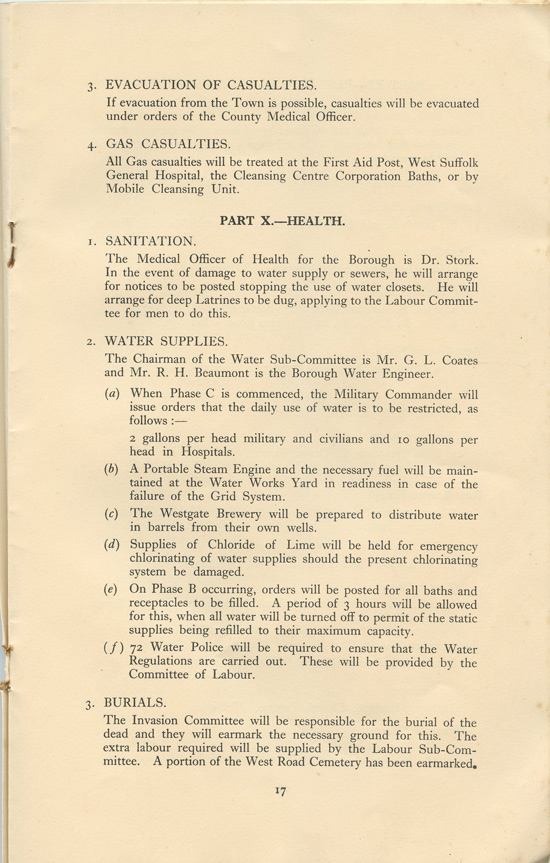 3. EVACUATION OF CASUALTIES.
If evacuation from the Town is possible, casualties will be evacuated
under orders of the County Medical Officer.
4. GAS CASUALTIES.
All Gas casualties will be treated at the First Aid Post, West Suffolk
General Hospital, the Cleansing Centre Corporation Baths, or by
Mobile Cleansing Unit.
PART X.—HEALTH.
1. SANITATION.
The Medical Officer of Health for the Borough is Dr. Stork.
In the event of damage to water supply or sewers, he will arrange
for notices to be posted stopping the use of water closets. He will
arrange for deep Latrines to be dug, applying to the Labour Commit-
tee for men to do this.
2. WATER SUPPLIES.
The Chairman of the Water Sub-Committee is Mr. G. L. Coates
and Mr. R. H. Beaumont is the Borough Water Engineer.
(a) When Phase C is commenced, the Military Commander will
issue orders that the daily use of water is to be restricted, as
follows :—
2 gallons per head military and civilians and 10 gallons per
head in Hospitals.
(b) A Portable Steam Engine and the necessary fuel will be main-
tained at the Water Works Yard in readiness in case of the
failure of the Grid System.
(c) The Westgate Brewery will be prepared to distribute water
in barrels from their own wells.
(d) Supplies of Chloride of Lime will be held for emergency
chlorinating of water supplies should the present chlorinating
system be damaged.
(e) On Phase B occurring, orders will be posted for all baths and
receptacles to be filled. A period of 3 hours will be allowed
for this, when all water will be turned off to permit of the static
supplies being refilled to their maximum capacity.
(f) 72 Water Police will be required to ensure that the Water
Regulations are carried out. These will be provided by the
Committee of Labour.
3. BURIALS.
The Invasion Committee will be responsible for the burial of the
dead and they will earmark the necessary ground for this. The
extra labour required will be supplied by the Labour Sub-Com-
mittee. A portion of the West Road Cemetery has been earmarked.
17